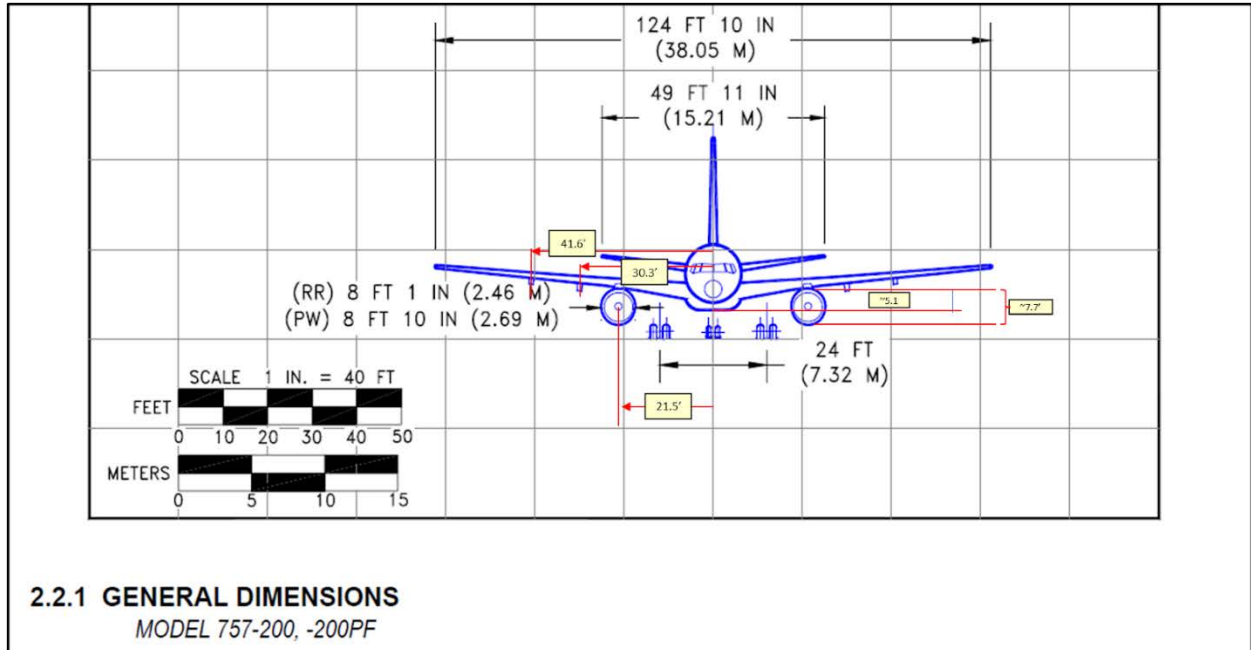 124 FT 10 IN
(38.05 M)
49 FT 11 IN
(15.21 M)
41.6'
30.3'
(RR) 8 FT 1 IN (2.46 M)
(PW) 8 FT 10 IN (2.69 M)
~5.1
~7.7'
24 FT
(7.32 M)
21.5'
SCALE 1 IN. = 40 FT
FEET
0 10 20 30 40 50
METERS
0 5 10 15
2.2.1 GENERAL DIMENSIONS
MODEL 757-200, -200PF